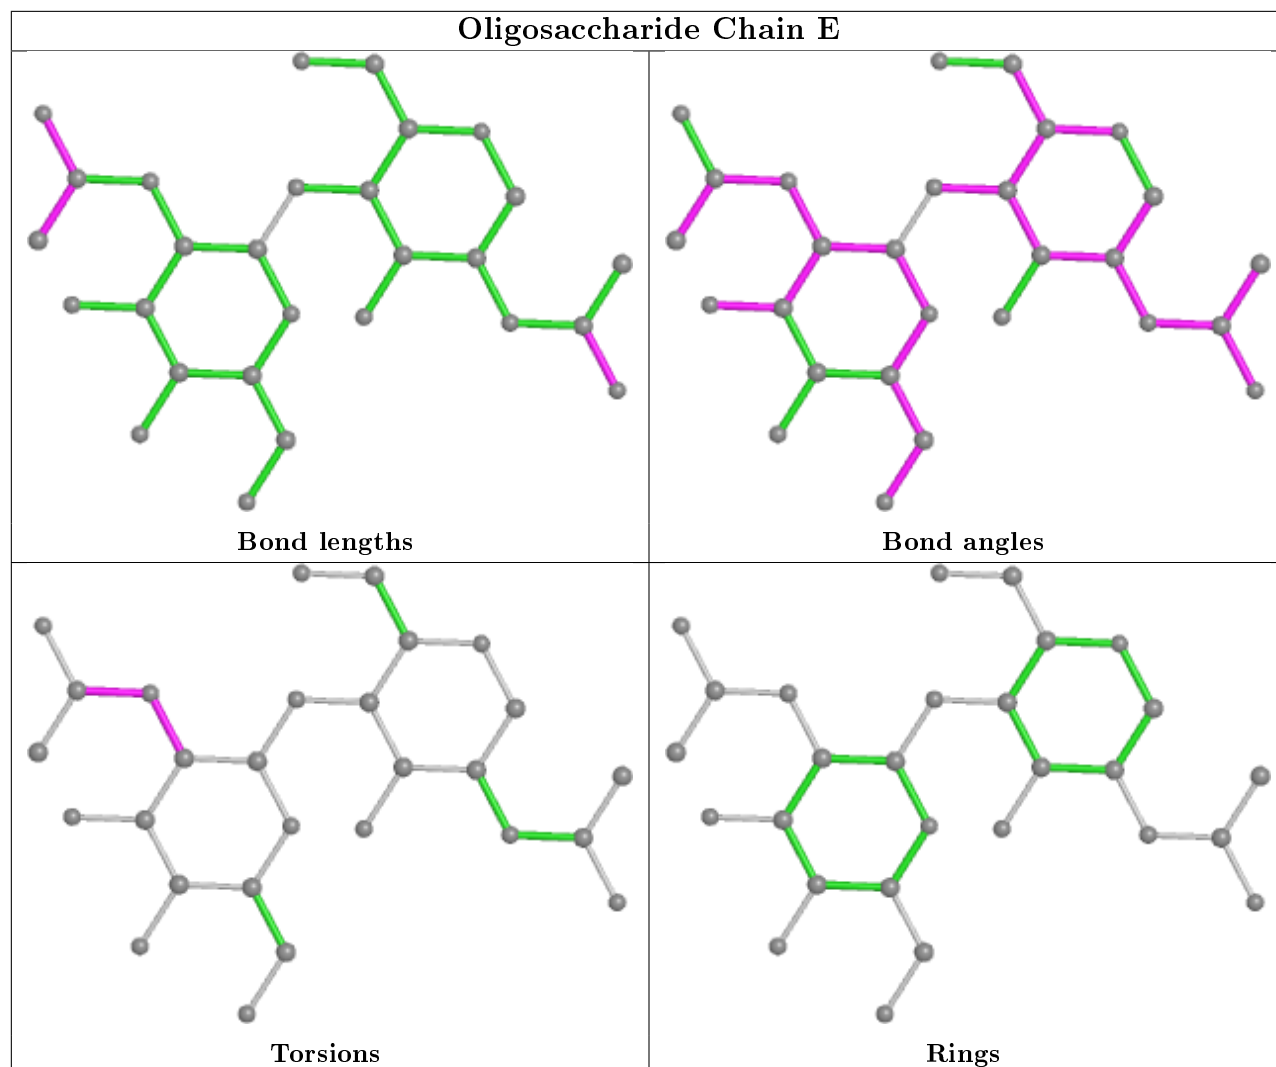 Oligosaccharide Chain E
Bond lengths
Bond angles
Torsions
Rings